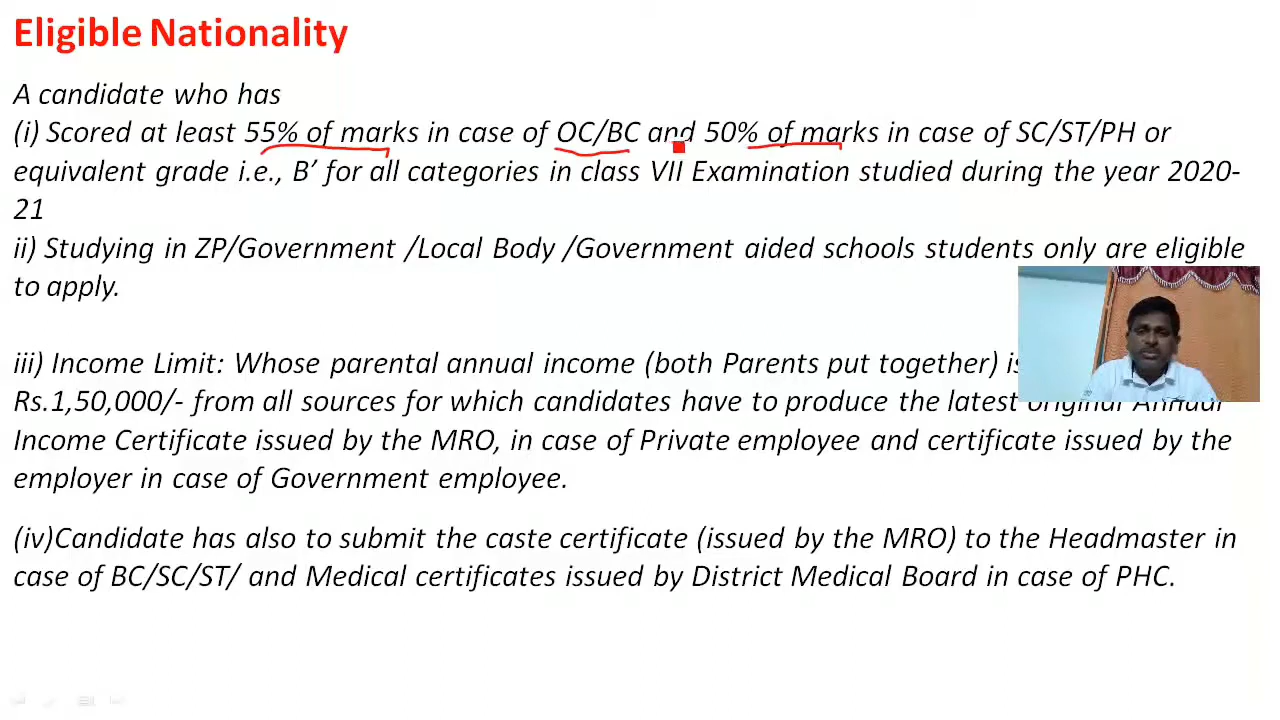 Eligible Nationality
A candidate who has
(i) Scored at least 55% of marks in case of OC/BC and 50% of marks in case of SC/ST/PH or
equivalent grade i.e., B’ for all categories in class VII Examination studied during the year 2020-
21
ii) Studying in ZP/Government /Local Body /Government aided schools students only are eligible
to apply.
iii) Income Limit: Whose parental annual income (both Parents put together) is
Rs.1,50,000/- from all sources for which candidates have to produce the latest original Annual
Income Certificate issued by the MRO, in case of Private employee and certificate issued by the
employer in case of Government employee.
(iv)Candidate has also to submit the caste certificate (issued by the MRO) to the Headmaster in
case of BC/SC/ST/ and Medical certificates issued by District Medical Board in case of PHC.